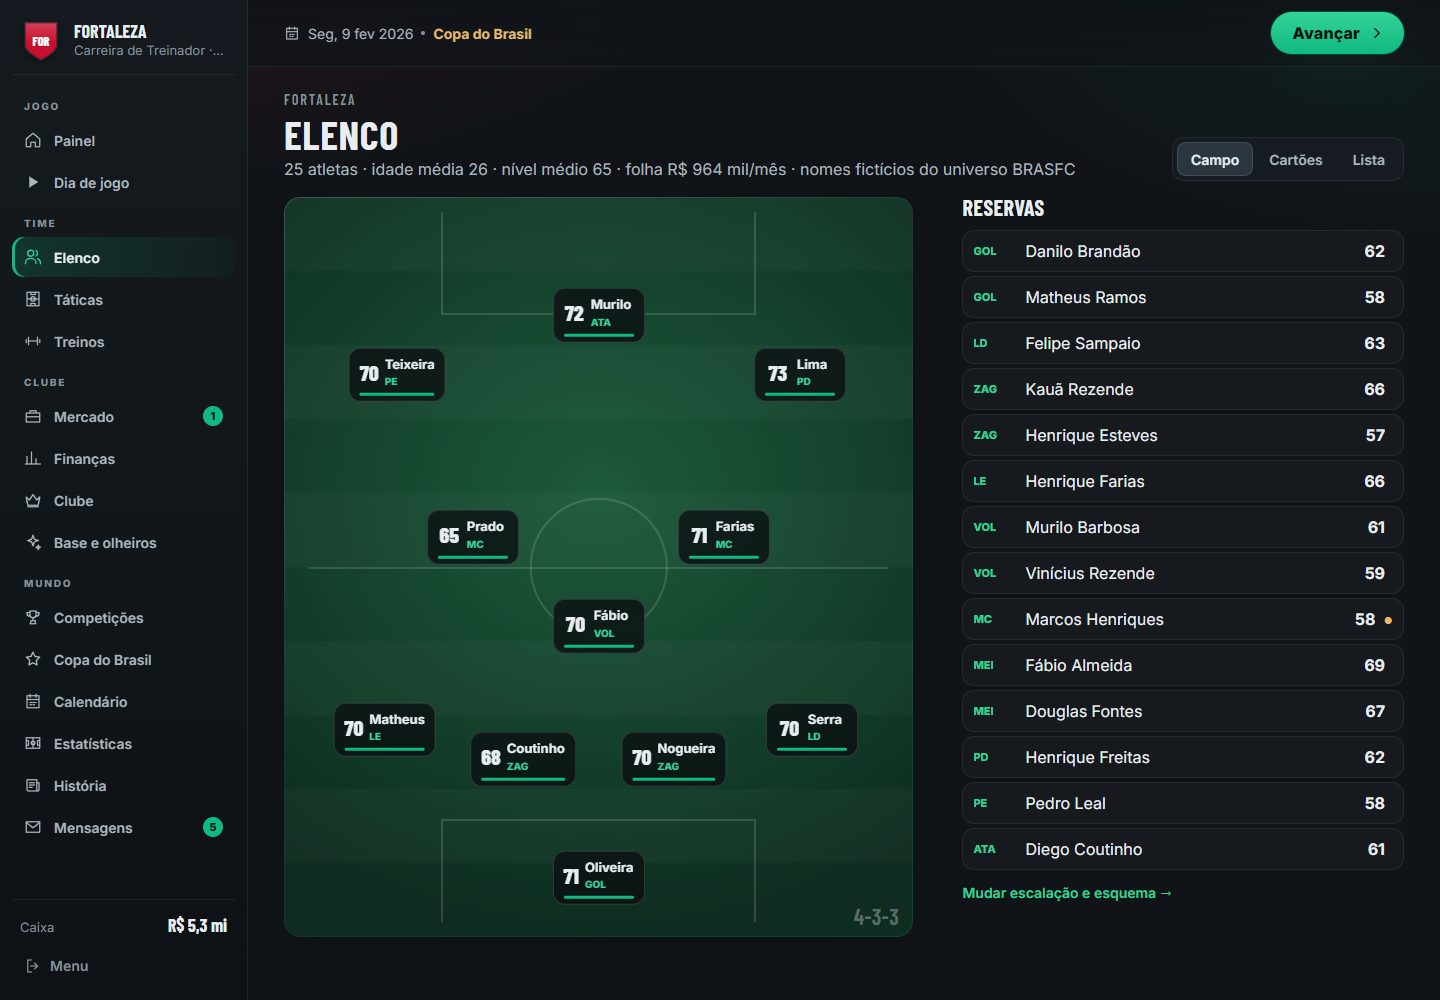 FOR
FORTALEZA
Carreira de Treinador ·...
JOGO
Painel
Dia de jogo
TIME
Elenco
Táticas
Treinos
CLUBE
Mercado 1
Finanças
Clube
Base e olheiros
MUNDO
Competições
Copa do Brasil
Calendário
Estatísticas
História
Mensagens 5
Caixa R$ 5,3 mi
Menu
Seg, 9 fev 2026 • Copa do Brasil
Avançar
FORTALEZA
ELENCO
25 atletas · idade média 26 · nível médio 65 · folha R$ 964 mil/mês · nomes fictícios do universo BRASFC
Campo Cartões Lista
72 Murilo
ATA
70 Teixeira
PE
73 Lima
PD
65 Prado
MC
71 Farias
MC
70 Fábio
VOL
70 Matheus
LE
68 Coutinho
ZAG
70 Nogueira
ZAG
70 Serra
LD
71 Oliveira
GOL
4-3-3
RESERVAS
GOL Danilo Brandão 62
GOL Matheus Ramos 58
LD Felipe Sampaio 63
ZAG Kauã Rezende 66
ZAG Henrique Esteves 57
LE Henrique Farias 66
VOL Murilo Barbosa 61
VOL Vinícius Rezende 59
MC Marcos Henriques 58
MEI Fábio Almeida 69
MEI Douglas Fontes 67
PD Henrique Freitas 62
PE Pedro Leal 58
ATA Diego Coutinho 61
Mudar escalação e esquema →